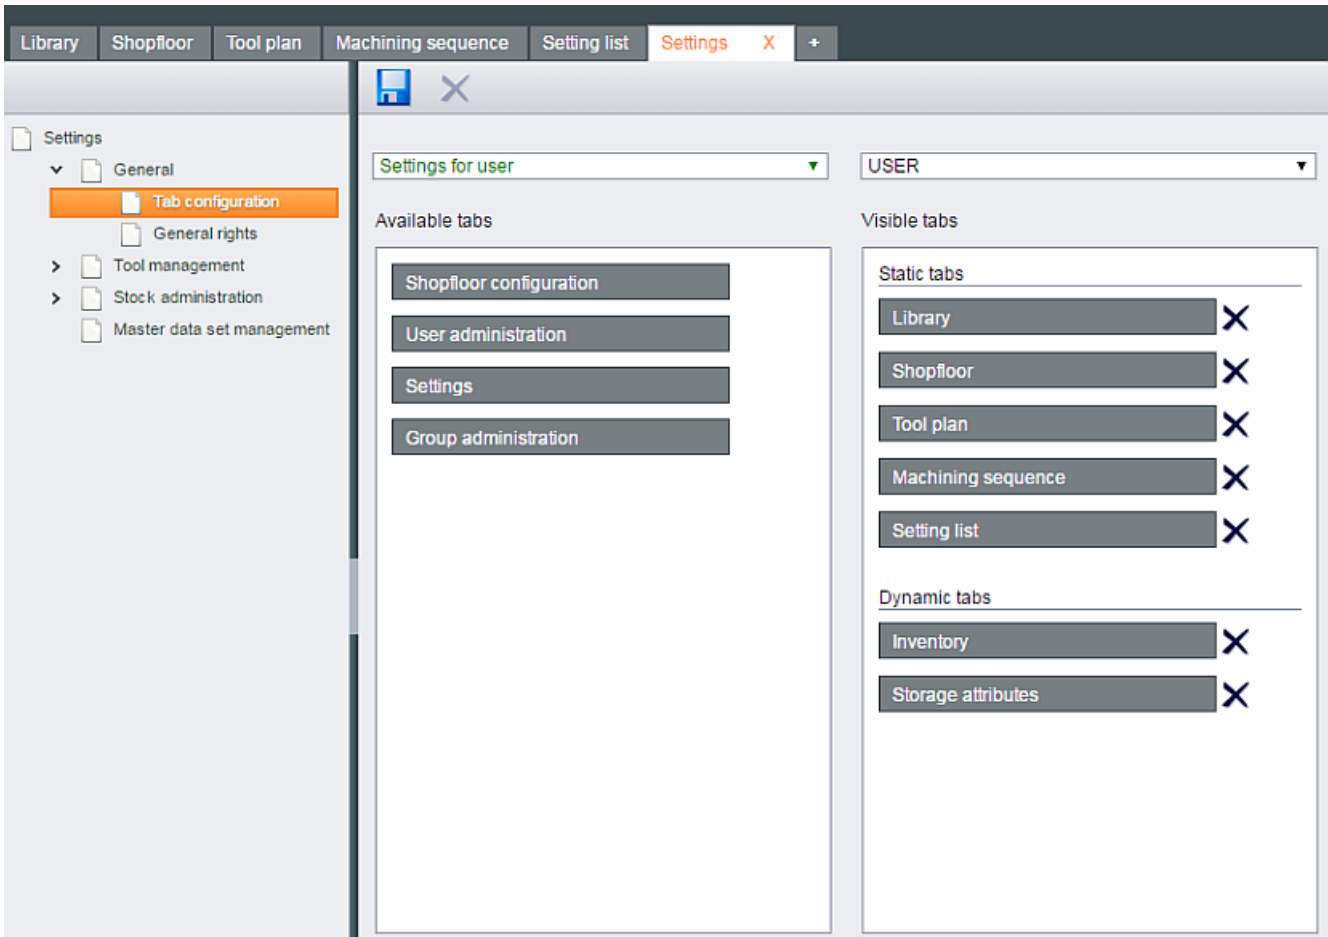 Library
Shopfloor
Tool plan
Machining sequence
Setting list
Settings X
+
Settings
General
Tab configuration
General rights
Tool management
Stock administration
Master data set management
Settings for user
USER
Available tabs
Shopfloor configuration
User administration
Settings
Group administration
Visible tabs
Static tabs
Library
Shopfloor
Tool plan
Machining sequence
Setting list
Dynamic tabs
Inventory
Storage attributes